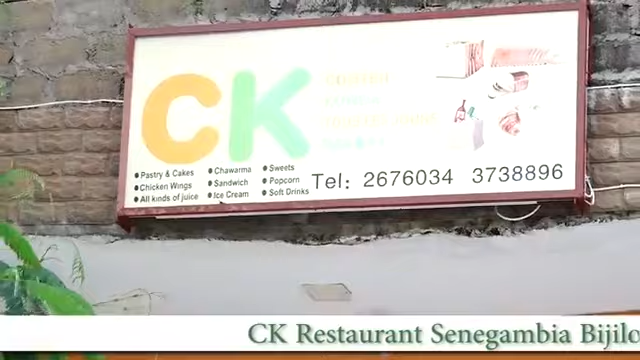 CK
• Pastry & Cakes
• Chicken Wings
• All kinds of juice
• Chawarma
• Sandwich
• Ice Cream
• Sweets
• Popcorn
• Soft Drinks
Tel: 2676034 3738896
CK Restaurant Senegambia Bijilo